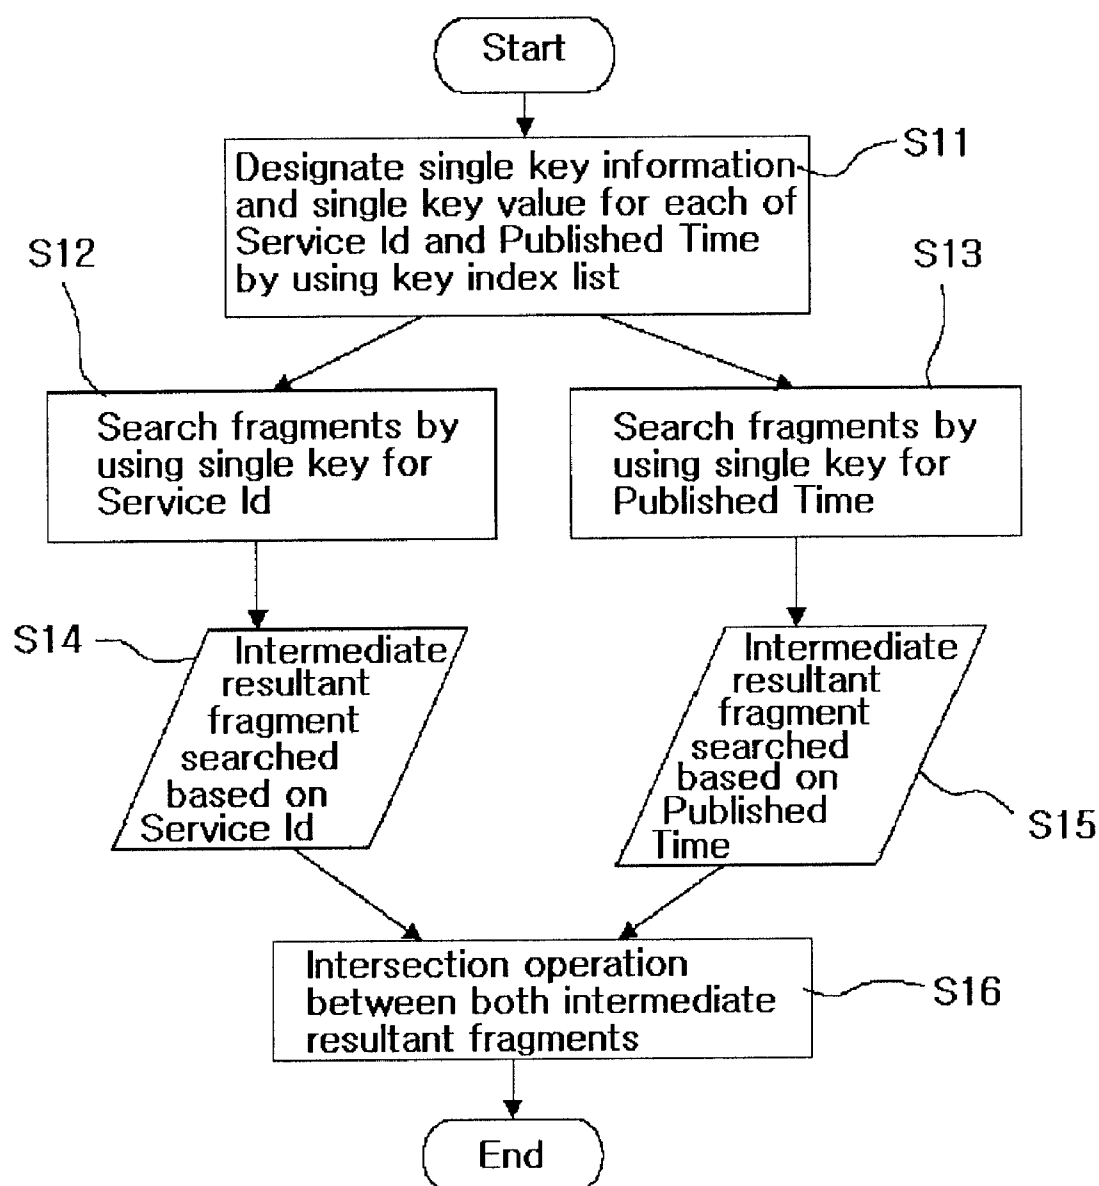 Start
S11
Designate single key information
and single key value for each of
Service Id and Published Time
by using key index list
S12
S13
Search fragments by
using single key for
Service Id
Search fragments by
using single key for
Published Time
S14
Intermediate
resultant
fragment
searched
based on
Service Id
Intermediate
resultant
fragment
searched
based on
Published
Time
S15
Intersection operation
between both intermediate
resultant fragments
S16
End